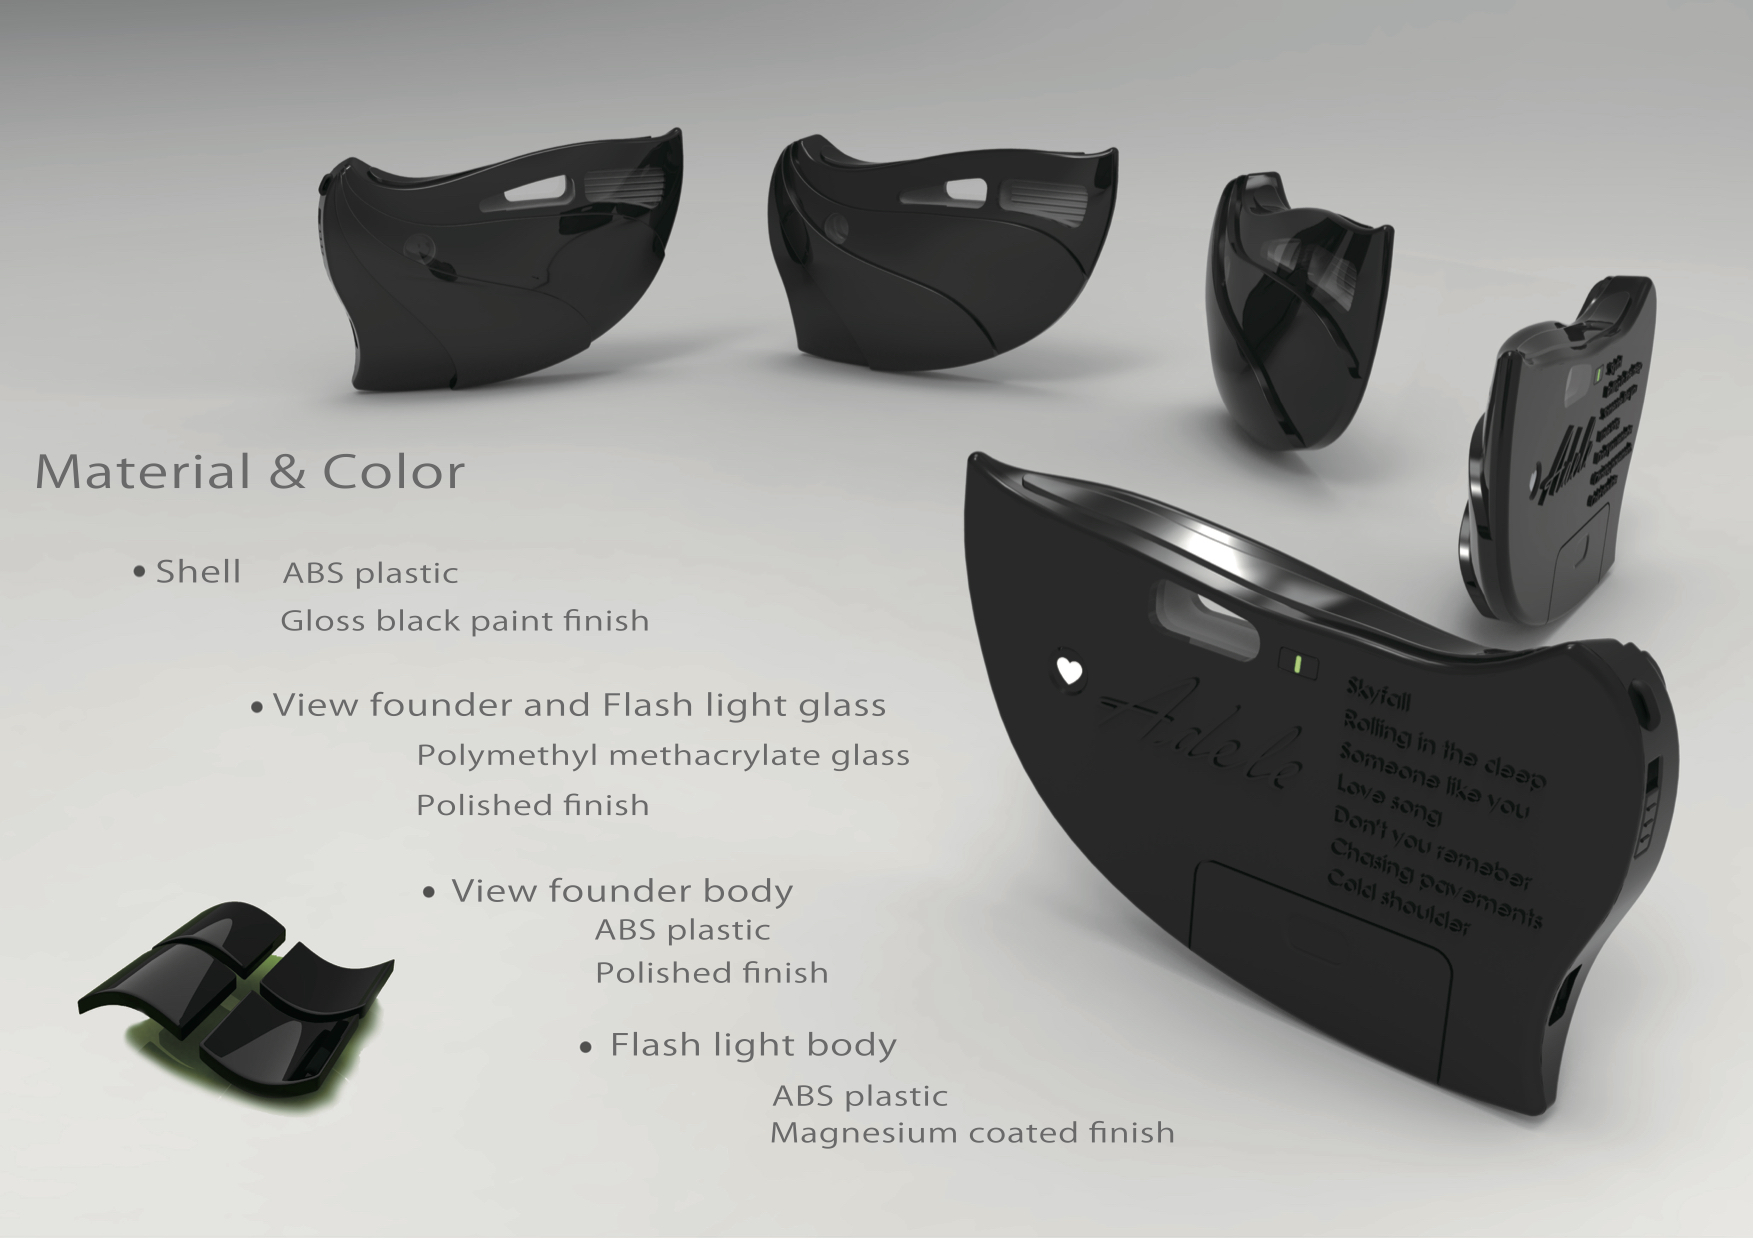 Material & Color
• Shell ABS plastic
Gloss black paint finish
• View founder and Flash light glass
Polymethyl methacrylate glass
Polished finish
• View founder body
ABS plastic
Polished finish
• Flash light body
ABS plastic
Magnesium coated finish
Adele
Skyfall
Rolling in the deep
Someone like you
Love song
Don't you remeber
Chasing pavements
Cold shoulder
Adele